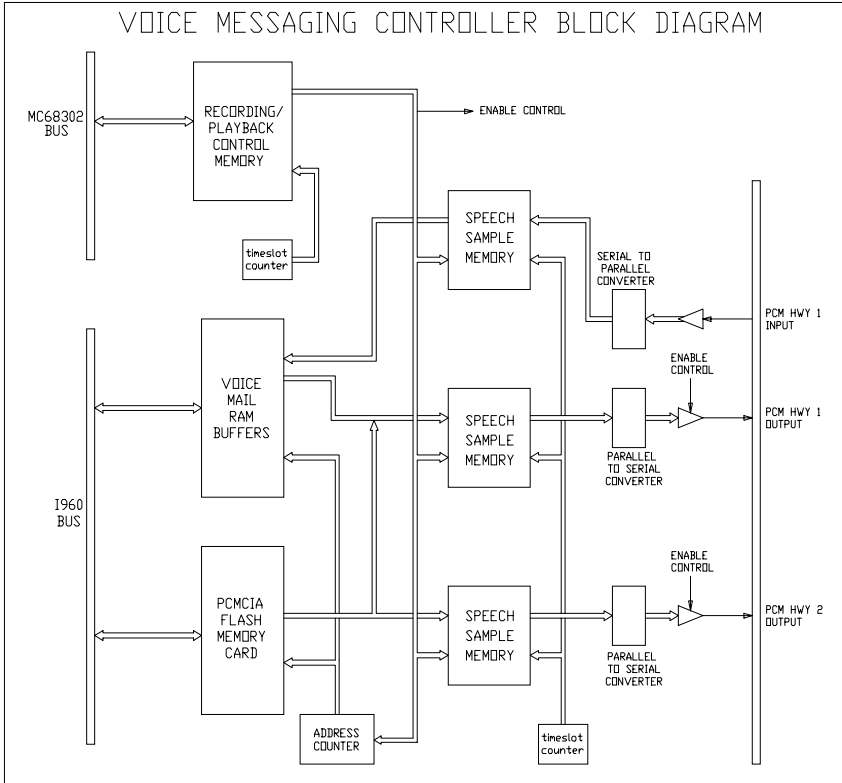 VOICE MESSAGING CONTROLLER BLOCK DIAGRAM
MC68302
BUS
RECORDING/
PLAYBACK
CONTROL
MEMORY
ENABLE CONTROL
timeslot
counter
SPEECH
SAMPLE
MEMORY
SERIAL TO
PARALLEL
CONVERTER
PCM HWY 1
INPUT
VOICE
MAIL
RAM
BUFFERS
SPEECH
SAMPLE
MEMORY
ENABLE
CONTROL
PCM HWY 1
OUTPUT
PARALLEL
TO SERIAL
CONVERTER
I960
BUS
PCMCIA
FLASH
MEMORY
CARD
SPEECH
SAMPLE
MEMORY
ENABLE
CONTROL
PCM HWY 2
OUTPUT
PARALLEL
TO SERIAL
CONVERTER
ADDRESS
COUNTER
timeslot
counter